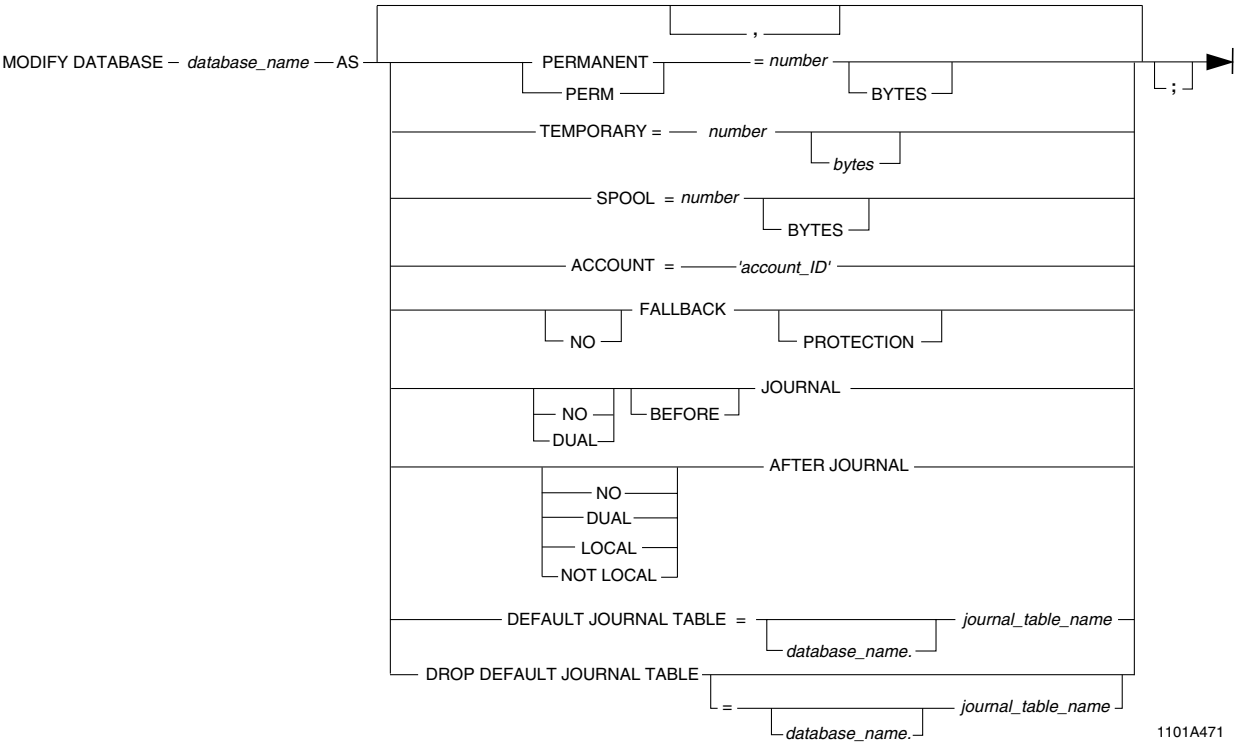 ,
MODIFY DATABASE database_name AS PERMANENT = number
PERM BYTES ;
TEMPORARY = number
bytes
SPOOL = number
BYTES
ACCOUNT = 'account_ID'
FALLBACK
NO PROTECTION
JOURNAL
NO BEFORE
DUAL
AFTER JOURNAL
NO
DUAL
LOCAL
NOT LOCAL
DEFAULT JOURNAL TABLE = journal_table_name
database_name.
DROP DEFAULT JOURNAL TABLE
= journal_table_name
database_name.
1101A471